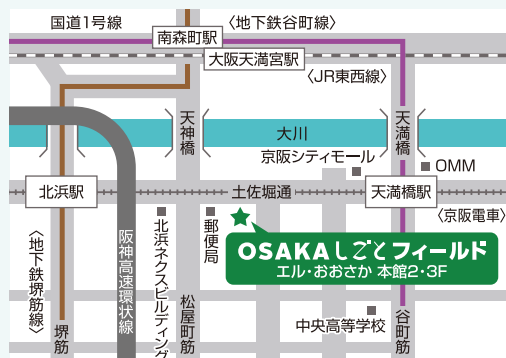 国道1号線
〈地下鉄谷町線〉
南森町駅
大阪天満宮駅
〈JR東西線〉
天神橋
大川
天満橋
京阪シティモール
OMM
北浜駅
土佐堀通
天満橋駅
〈京阪電車〉
〈地下鉄堺筋線〉
阪神高速環状線
北浜ネクスビルディング
郵便局
OSAKAしごとフィールド
エル・おおさか 本館2・3F
堺筋
松屋町筋
中央高等学校
谷町筋